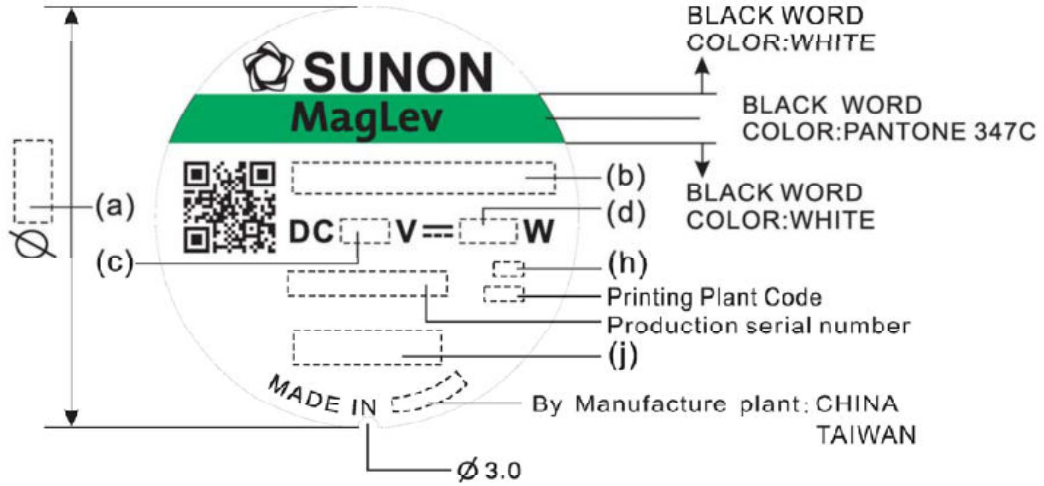 BLACK WORD
COLOR:WHITE
SUNON
MagLev
BLACK WORD
COLOR:PANTONE 347C
(a)
(b)
BLACK WORD
COLOR:WHITE
(d)
DC V⎓ W
Ø
(c)
(h)
Printing Plant Code
Production serial number
(j)
MADE IN
By Manufacture plant: CHINA
TAIWAN
Ø 3.0